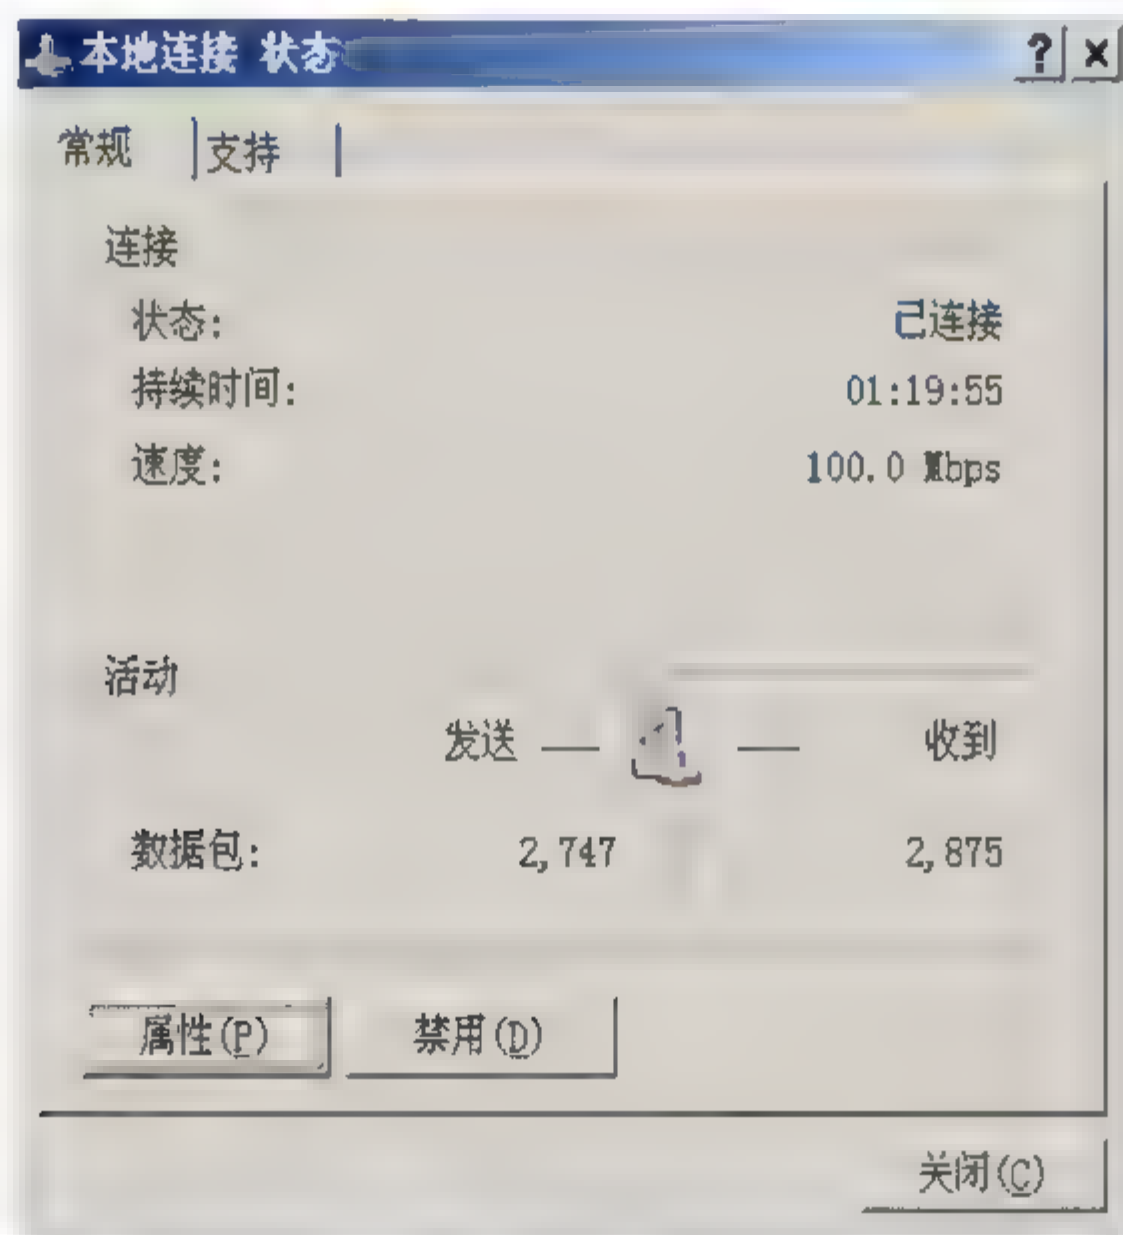 本地连接 状态
常规 支持
连接
状态: 已连接
持续时间: 01:19:55
速度: 100.0 Mbps
活动
发送 收到
数据包: 2,747 2,875
属性(P) 禁用(D)
关闭(C)